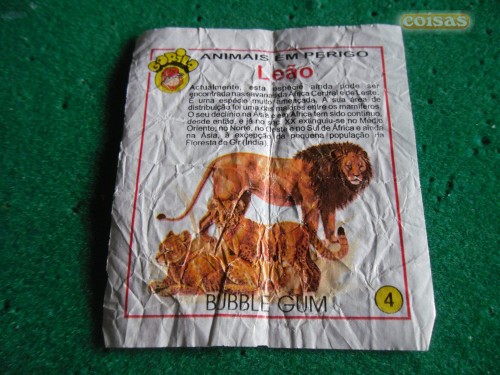 coisas
gorila
ANIMAIS EM PERIGO
Leão
Actualmente, esta espécie ainda pode ser
encontrada nas savanas da África Central e de Leste.
É uma espécie muito ameaçada. A sua área de
distribuição foi uma das maiores entre os mamíferos.
O seu declínio na Ásia e em África tem sido contínuo,
desde então, e já no séc. XX extinguiu-se no Médio
Oriente, no Norte, no Oeste e no Sul de África e ainda
na Ásia, à excepção da pequena população da
Floresta de Gir (Índia).
BUBBLE GUM
4